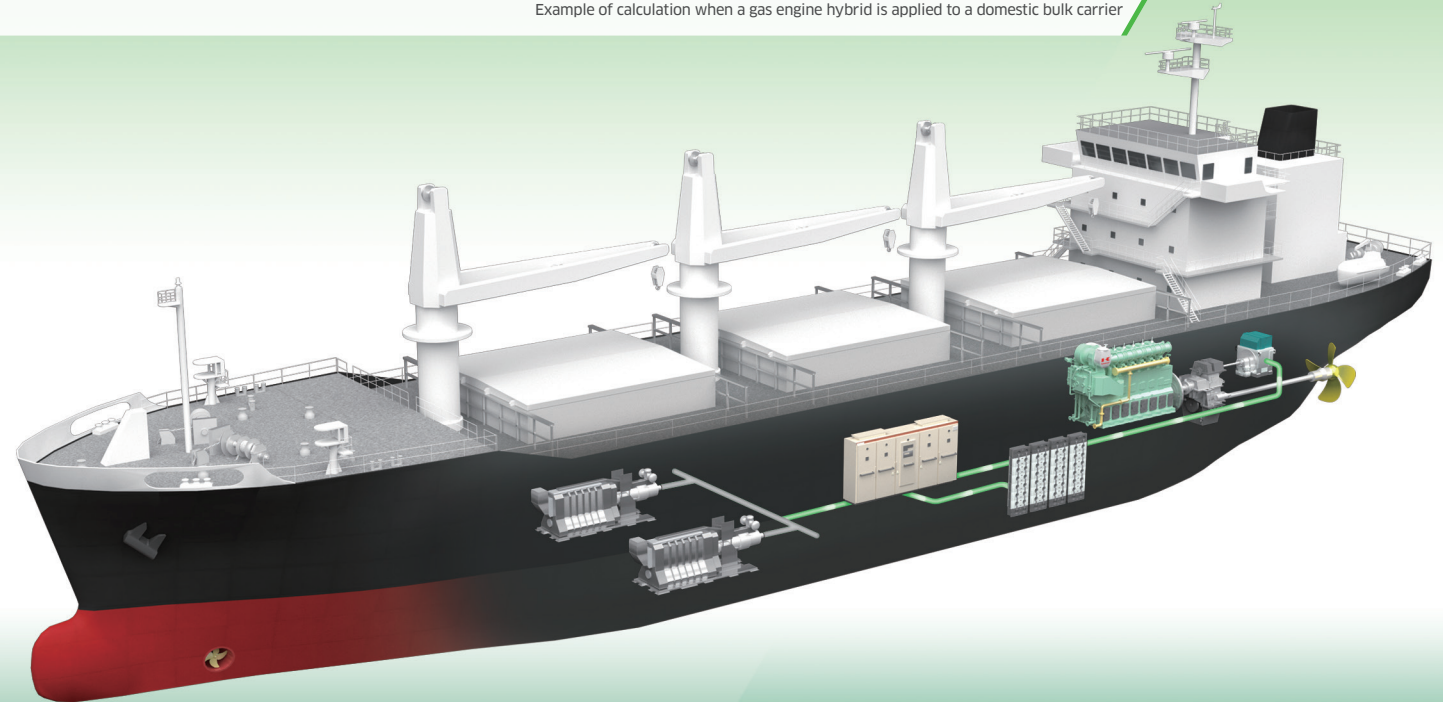 Example of calculation when a gas engine hybrid is applied to a domestic bulk carrier